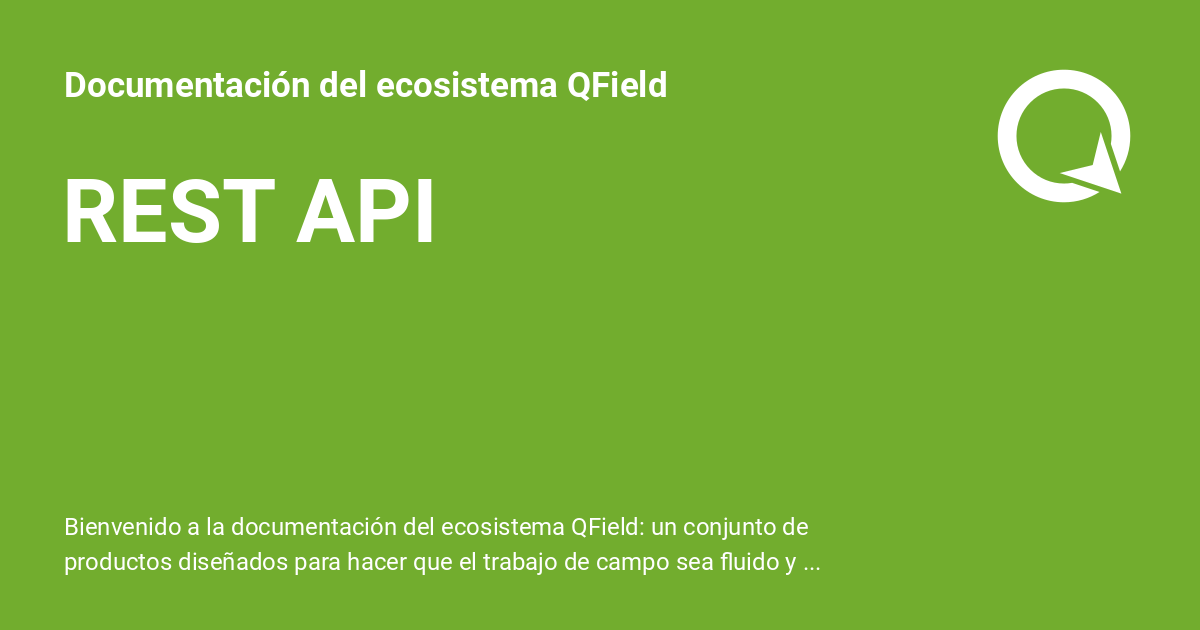 Documentación del ecosistema QField
REST API
Bienvenido a la documentación del ecosistema QField: un conjunto de
productos diseñados para hacer que el trabajo de campo sea fluido y ...